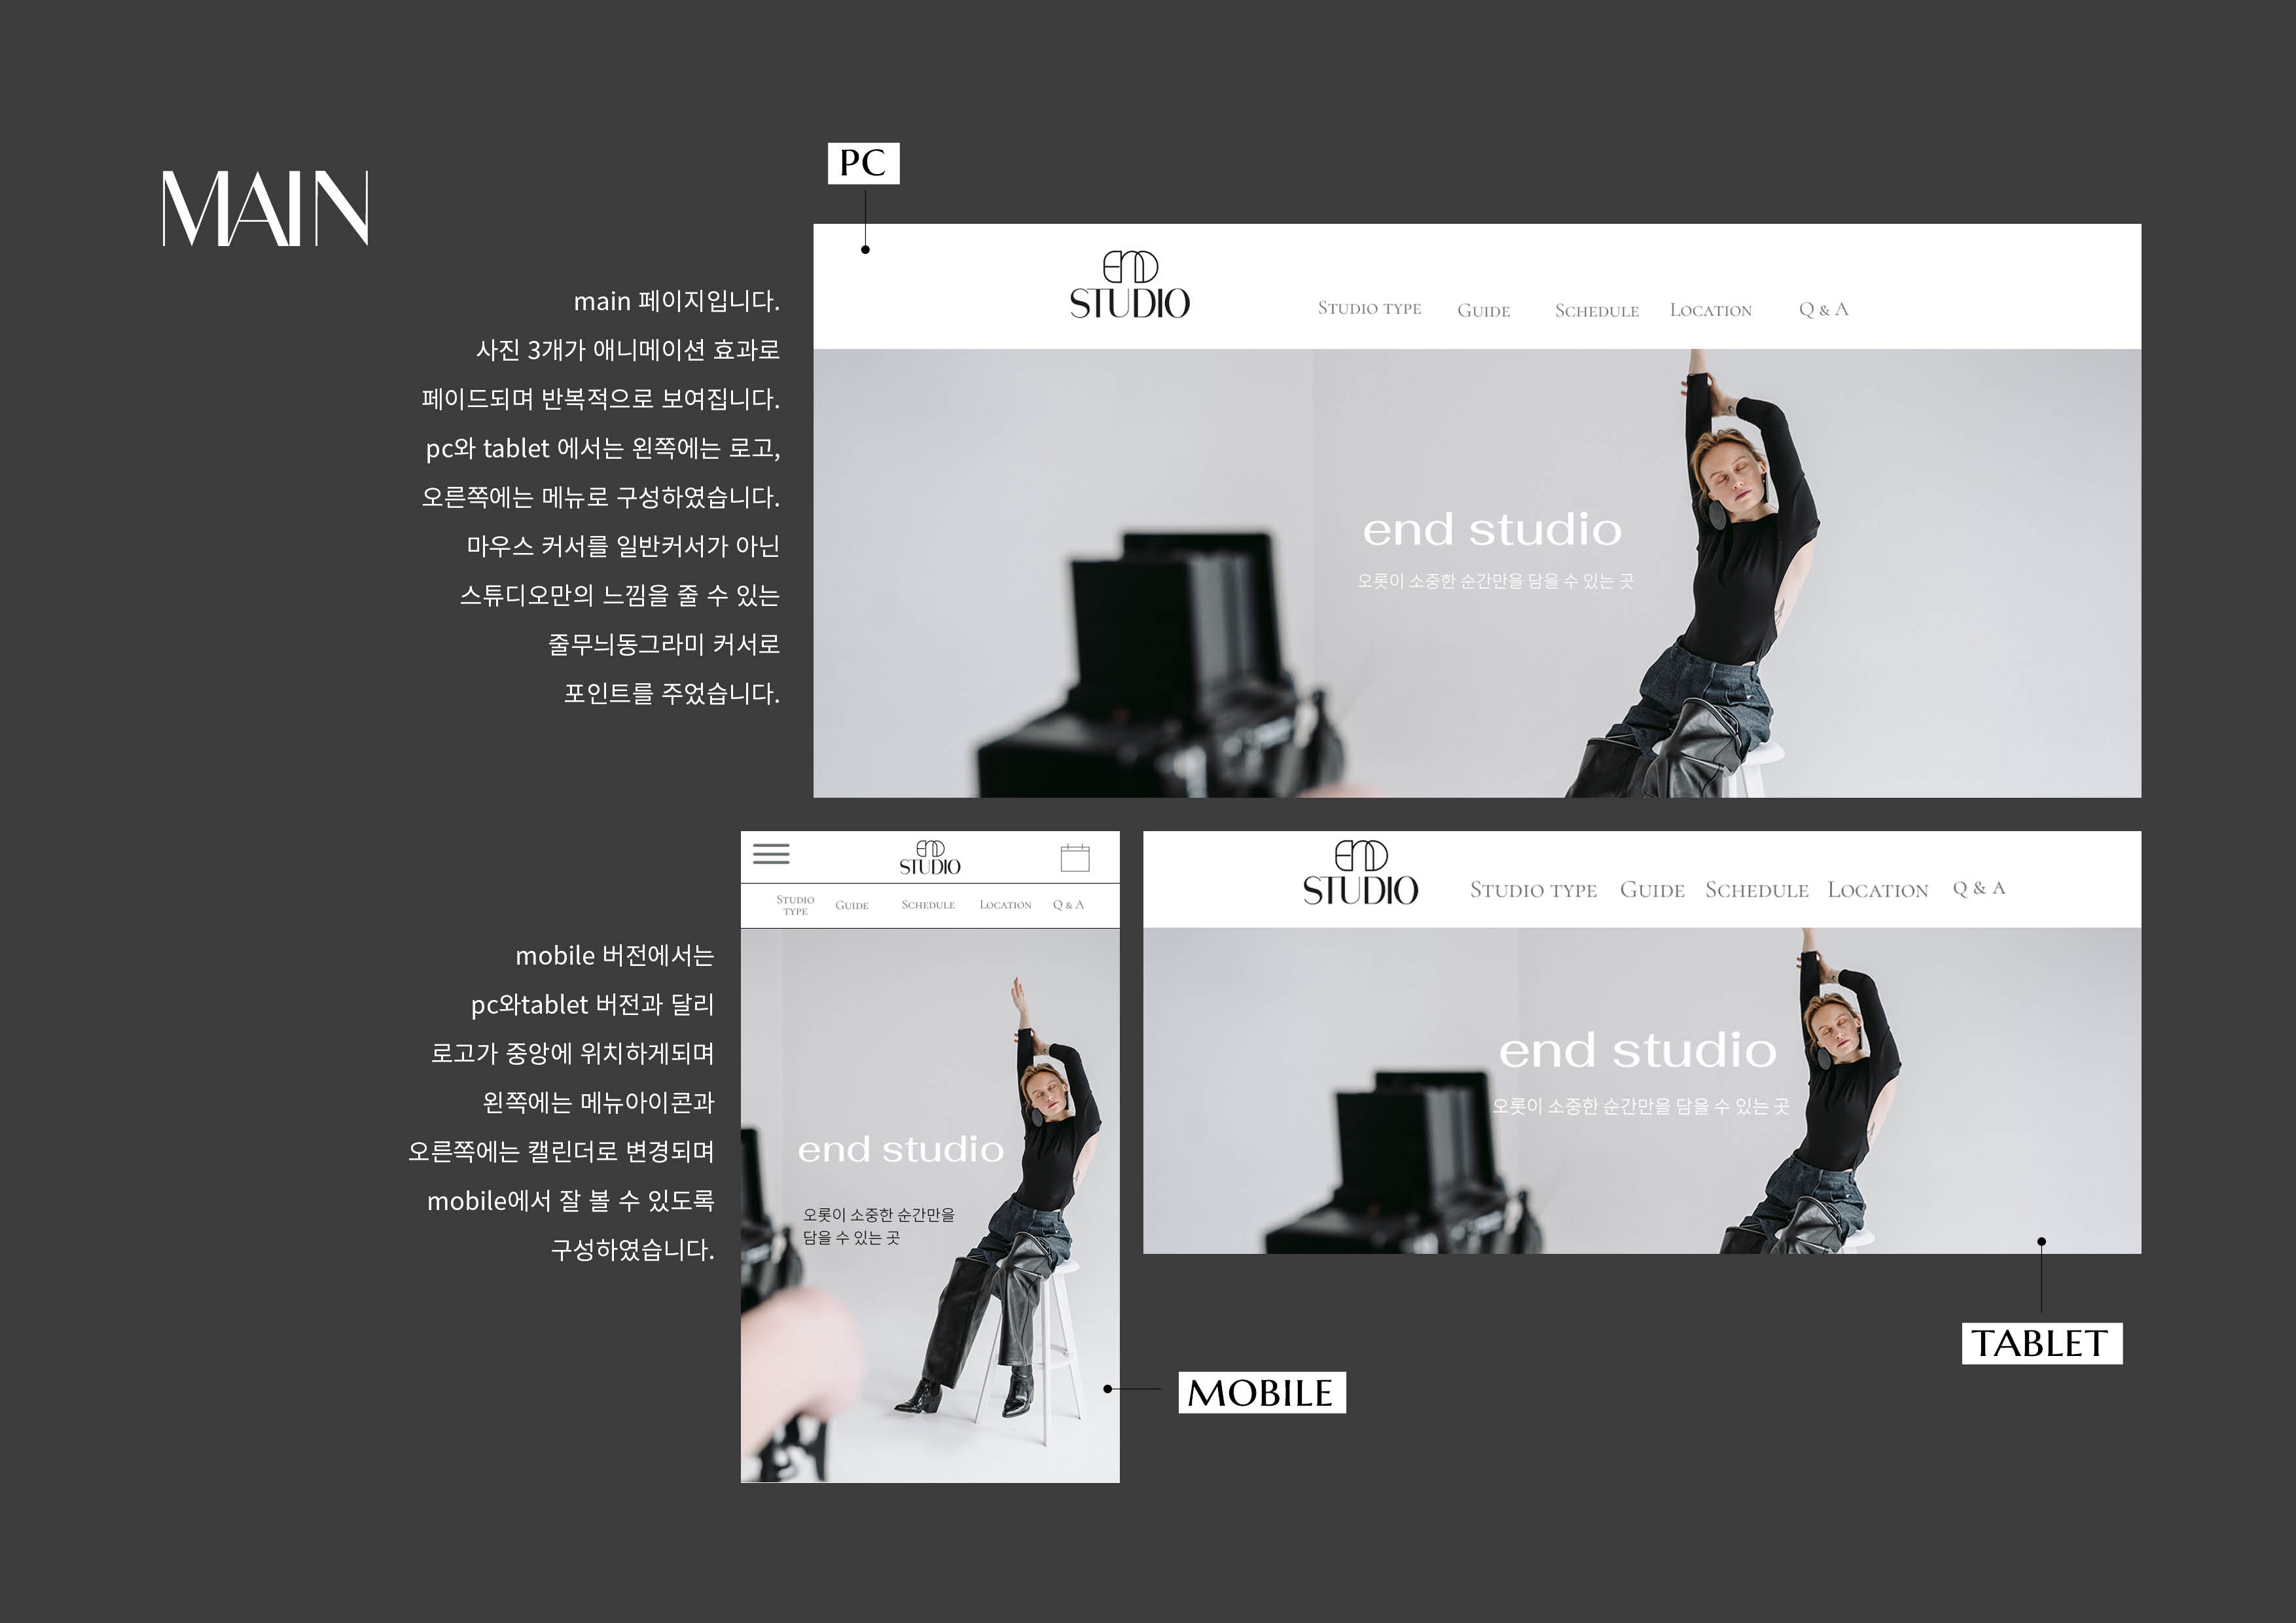 MAIN
main 페이지입니다.
사진 3개가 애니메이션 효과로
페이드되며 반복적으로 보여집니다.
pc와 tablet 에서는 왼쪽에는 로고,
오른쪽에는 메뉴로 구성하였습니다.
마우스 커서를 일반커서가 아닌
스튜디오만의 느낌을 줄 수 있는
줄무늬동그라미 커서로
포인트를 주었습니다.
PC
END
STUDIO
STUDIO TYPE GUIDE SCHEDULE LOCATION Q & A
end studio
오롯이 소중한 순간만을 담을 수 있는 곳
mobile 버전에서는
pc와tablet 버전과 달리
로고가 중앙에 위치하게되며
왼쪽에는 메뉴아이콘과
오른쪽에는 캘린더로 변경되며
mobile에서 잘 볼 수 있도록
구성하였습니다.
END
STUDIO
STUDIO
TYPE GUIDE SCHEDULE LOCATION Q & A
end studio
오롯이 소중한 순간만을
담을 수 있는 곳
MOBILE
END
STUDIO
STUDIO TYPE GUIDE SCHEDULE LOCATION Q & A
end studio
오롯이 소중한 순간만을 담을 수 있는 곳
TABLET